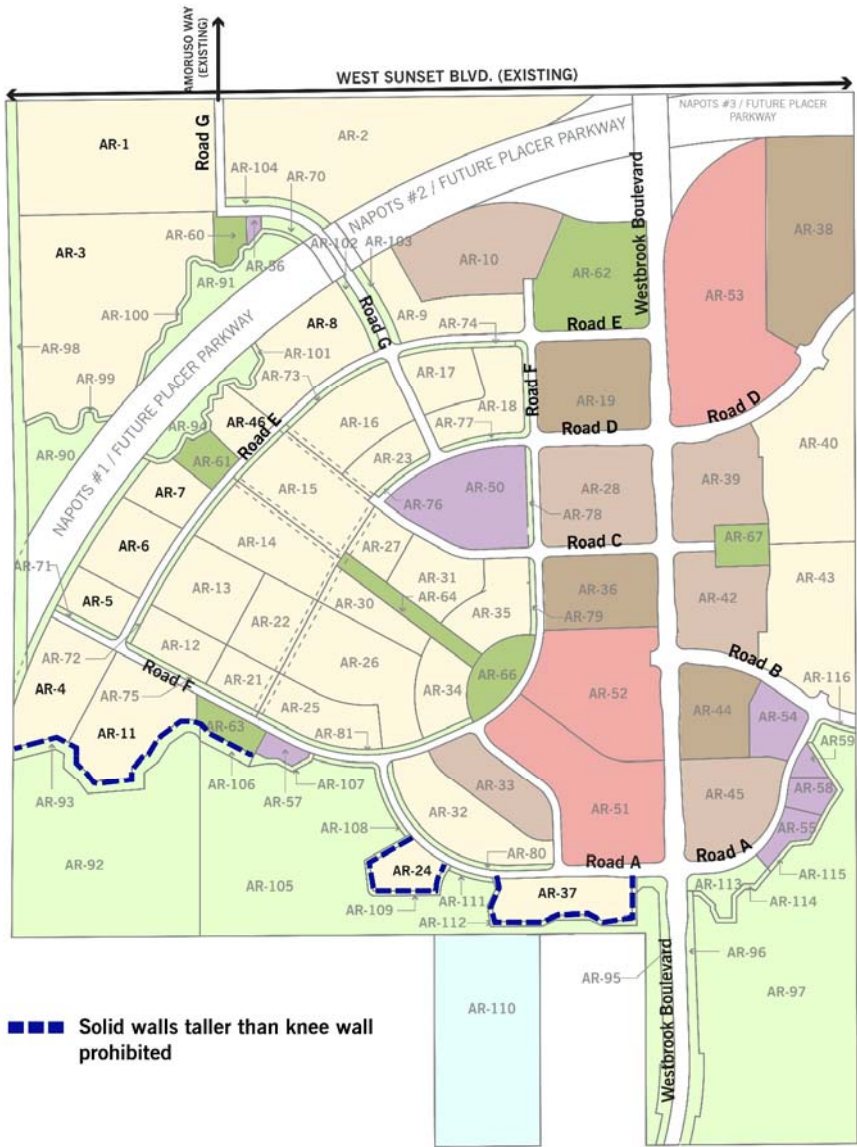 AMORUSO WAY
(EXISTING)
WEST SUNSET BLVD. (EXISTING)
NAPOTS #3 / FUTURE PLACER
PARKWAY
AR-1
Road G
AR-2
NAPOTS #2 / FUTURE PLACER PARKWAY
Westbrook Boulevard
AR-104
AR-70
AR-60
AR-56
AR-102
AR-103
AR-38
AR-3
AR-91
AR-10
AR-62
AR-53
AR-100
AR-8
Road G
AR-9
AR-74
Road E
AR-98
AR-101
AR-99
AR-73
AR-17
Road F
AR-19
Road D
AR-94
AR-46
Road E
AR-16
AR-18
AR-77
Road D
AR-90
NAPOTS #1 / FUTURE PLACER PARKWAY
AR-61
AR-23
AR-40
AR-7
AR-15
AR-76
AR-50
AR-28
AR-39
AR-78
AR-6
AR-14
AR-27
Road C
AR-67
AR-71
AR-5
AR-13
AR-31
AR-64
AR-36
AR-43
AR-30
AR-35
AR-79
AR-42
AR-22
AR-72
AR-12
AR-26
AR-66
Road B
AR-4
AR-75
Road F
AR-21
AR-34
AR-52
AR-116
AR-11
AR-63
AR-25
AR-44
AR-54
AR-81
AR59
AR-93
AR-106
AR-57
AR-107
AR-33
AR-58
AR-108
AR-32
AR-51
AR-45
AR-55
AR-80
Road A
Road A
AR-92
AR-105
AR-24
AR-111
AR-37
AR-113
AR-115
AR-109
AR-112
AR-114
AR-95
AR-96
AR-97
AR-110
Westbrook Boulevard
Solid walls taller than knee wall
prohibited